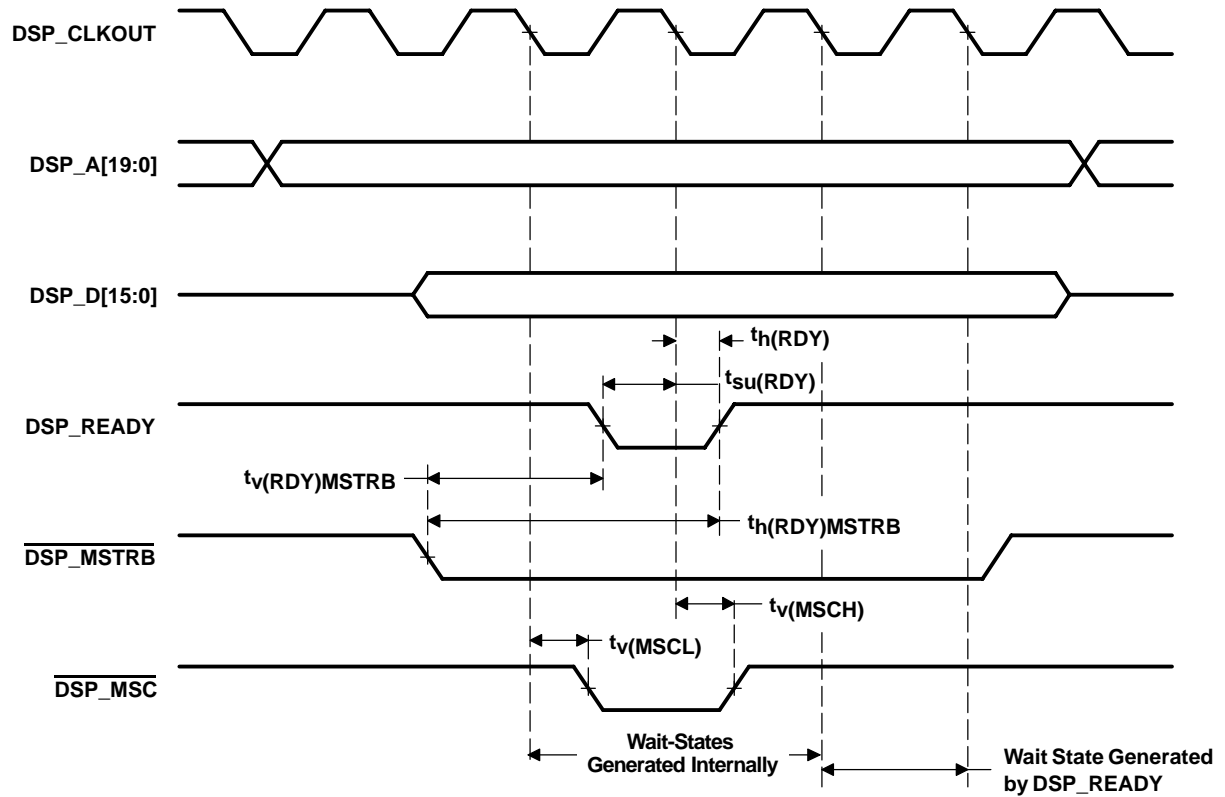 DSP_CLKOUT
DSP_A[19:0]
DSP_D[15:0]
th(RDY)
tsu(RDY)
DSP_READY
tv(RDY)MSTRB
th(RDY)MSTRB
DSP_MSTRB
tv(MSCH)
tv(MSCL)
DSP_MSC
Wait-States
Generated Internally
Wait State Generated
by DSP_READY